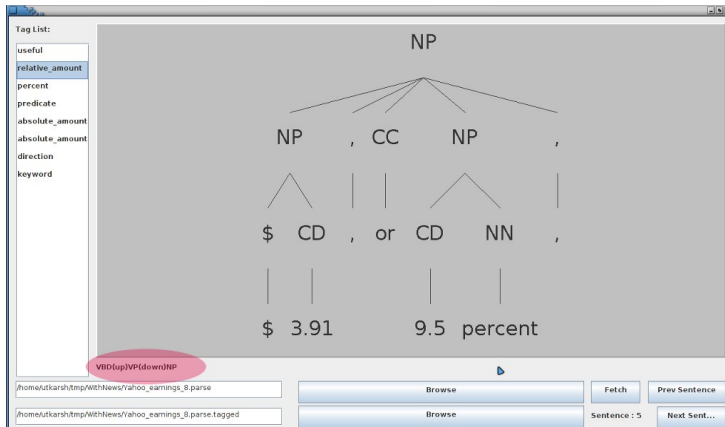 Tag List:
useful
relative_amount
percent
predicate
absolute_amount
absolute_amount
direction
keyword
NP
NP , CC NP ,
$ CD , or CD NN ,
$ 3.91 9.5 percent
VBD(up)VP(down)NP
/home/utkarsh/tmp/WithNews/Yahoo_earnings_8.parse Browse Fetch Prev Sentence
/home/utkarsh/tmp/WithNews/Yahoo_earnings_8.parse.tagged Browse Sentence : 5 Next Sent...